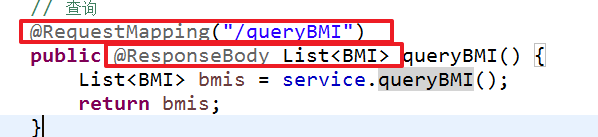 // 查询
@RequestMapping("/queryBMI")
public @ResponseBody List<BMI> queryBMI() {
List<BMI> bmis = service.queryBMI();
return bmis;
}